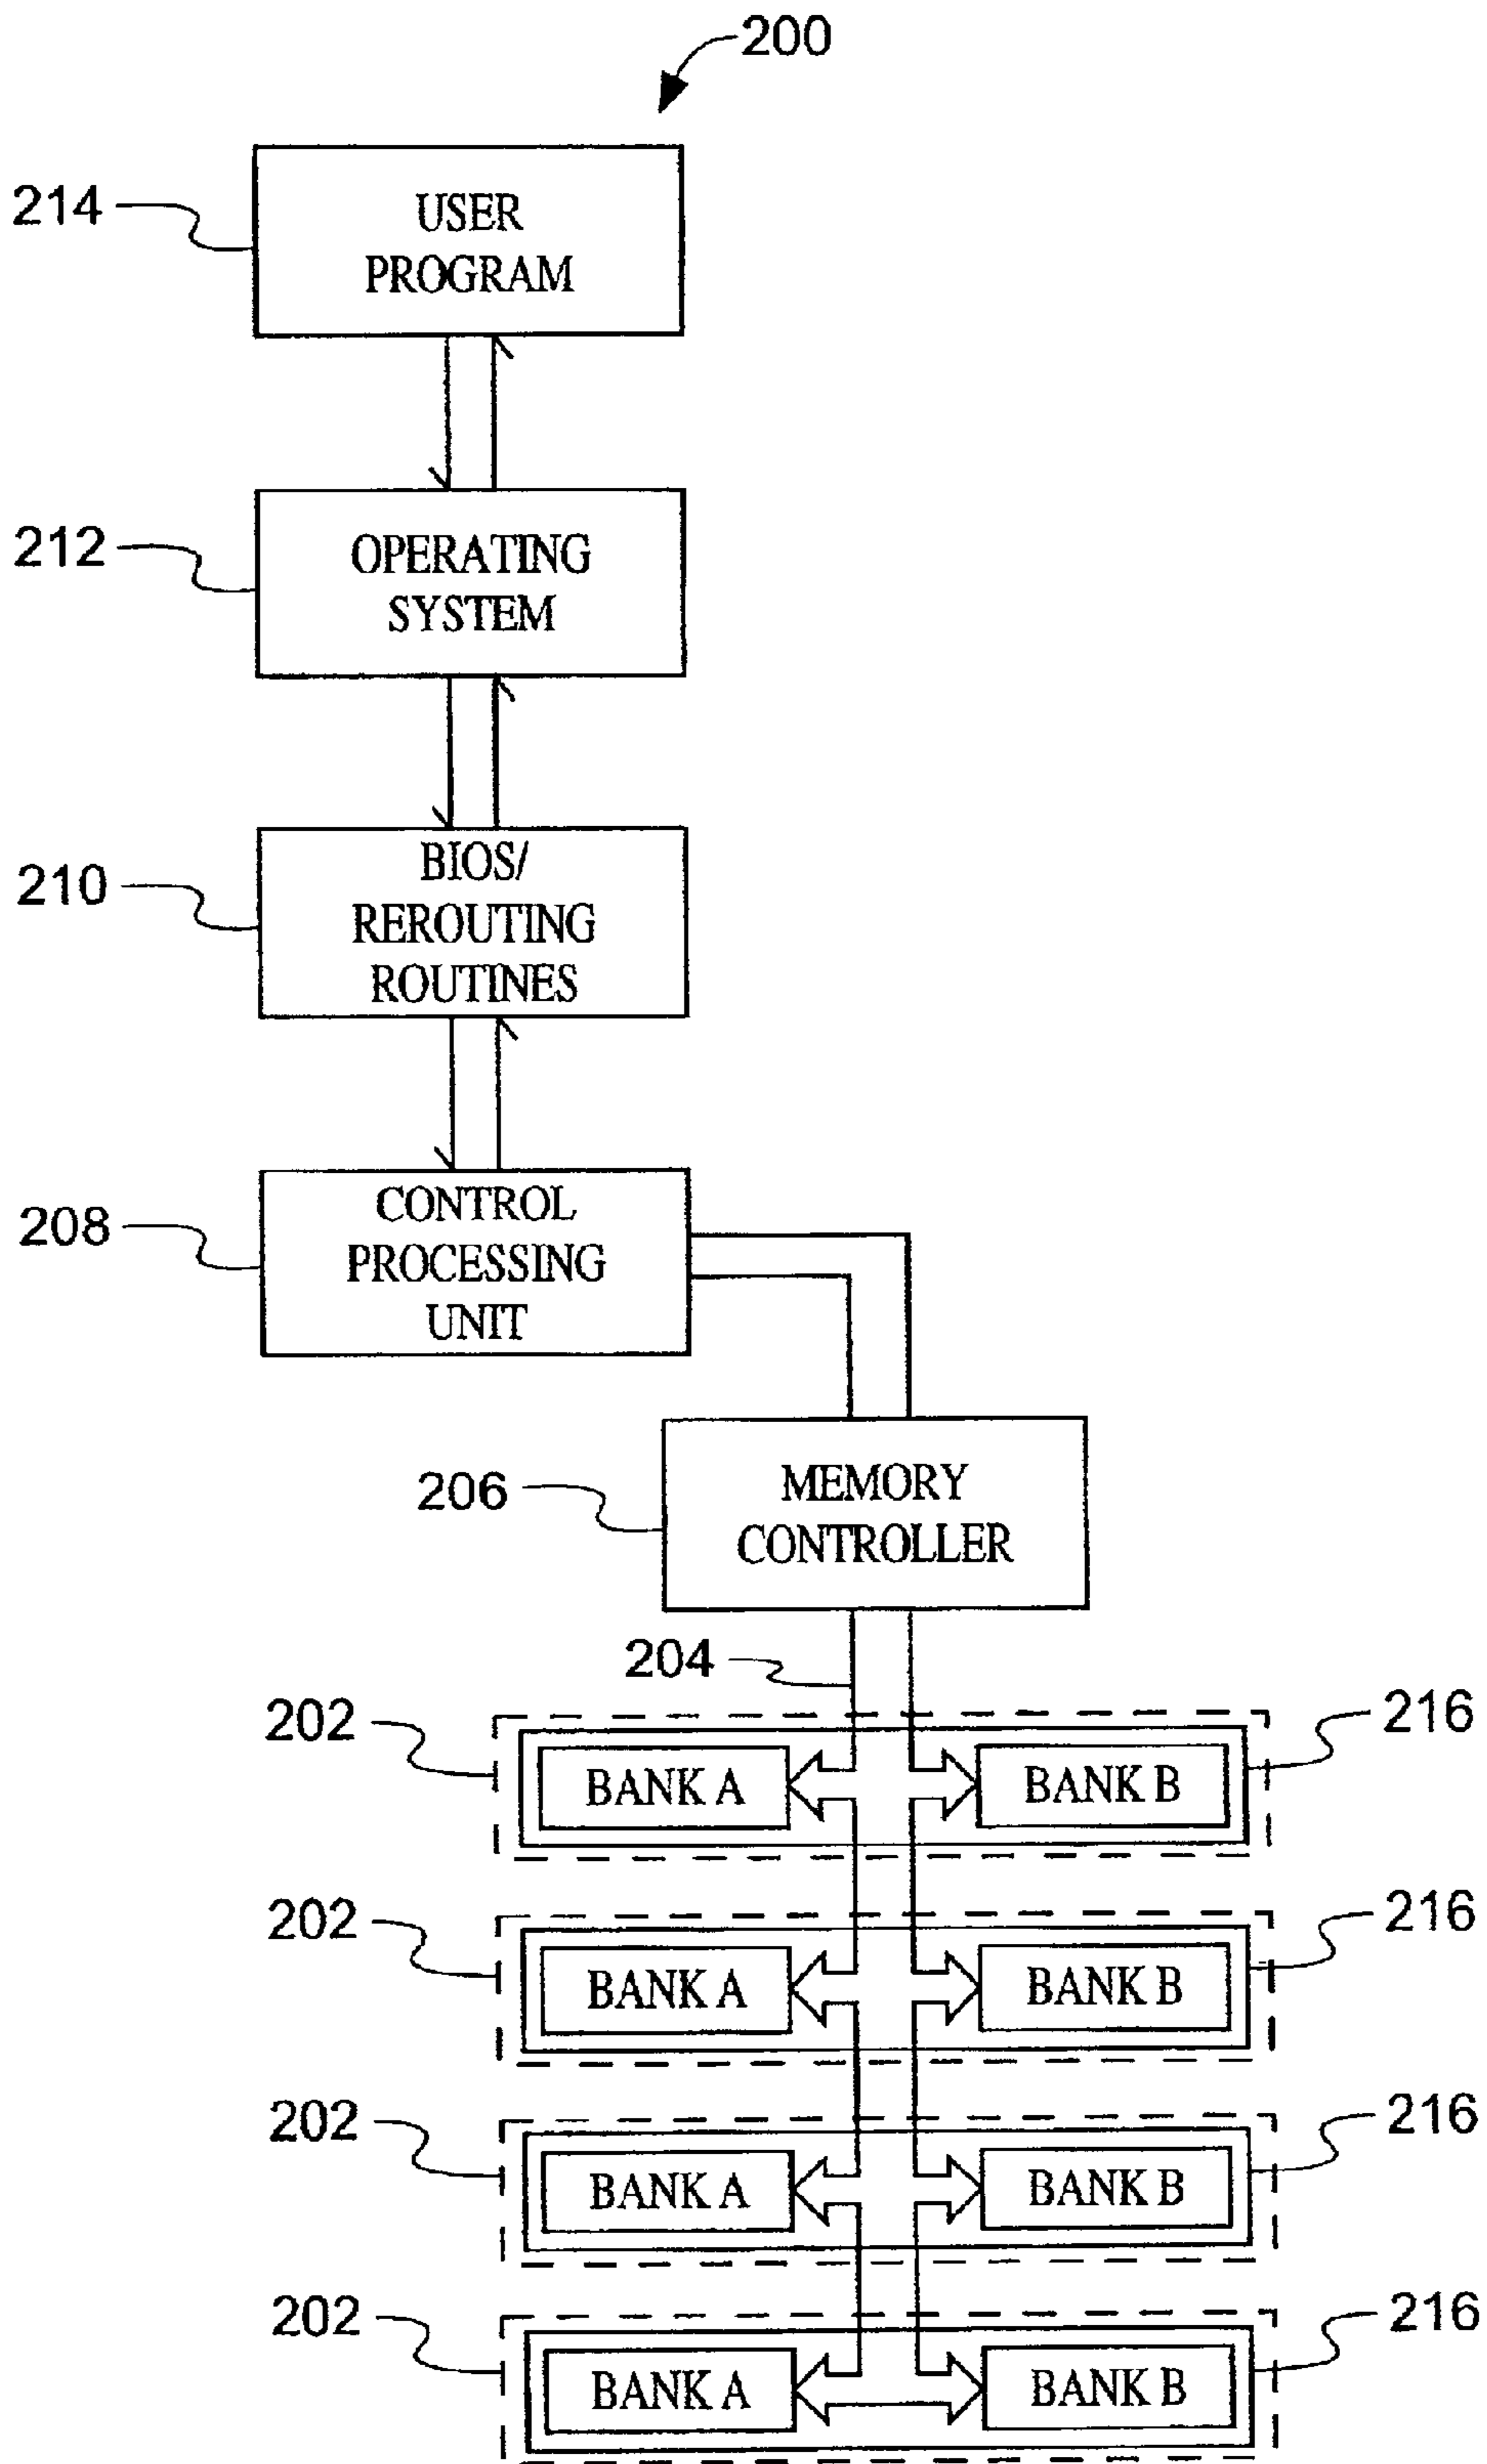 200
214
USER
PROGRAM
212
OPERATING
SYSTEM
210
BIOS/
REROUTING
ROUTINES
208
CONTROL
PROCESSING
UNIT
206
MEMORY
CONTROLLER
204
202
BANK A
BANK B
216
202
BANK A
BANK B
216
202
BANK A
BANK B
216
202
BANK A
BANK B
216